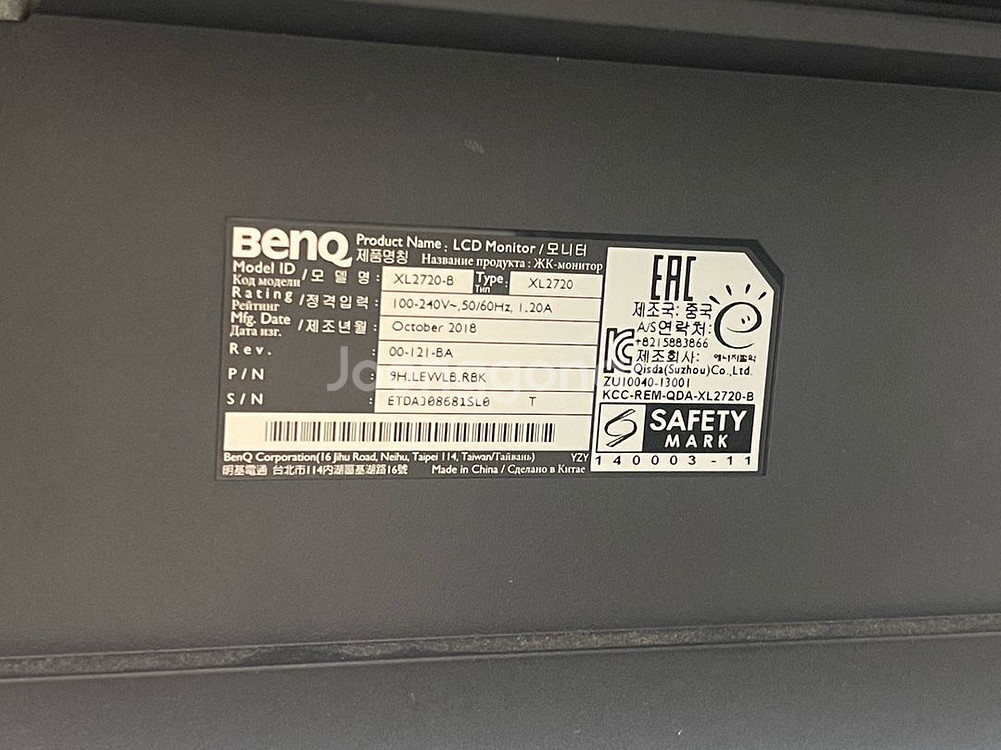 BenQ Product Name : LCD Monitor / 모니터
제품명칭 Название продукта : ЖК-монитор
Model ID / 모 델 명 : XL2720-B Type : XL2720
Код модели Тип
Rating / 정격입력 : 100-240V~,50/60Hz, 1.20A
Рейтинг
Mfg. Date / 제조년월 : October 2018
Дата изг.
Rev. : 00-121-BA
P/N : 9H.LEWLB.RBK
S/N : ETDAJ08681SL0 T
BenQ Corporation(16 Jihu Road, Neihu, Taipei 114, Taiwan/Тайвань) YZY
明基電通 台北市114內湖區基湖路16號 Made in China / Сделано в Китае
EAC
제조국: 중국
A/S연락처:
+8215883866
제조회사: 에너지절약
Qisda(Suzhou)Co.,Ltd.
ZU10040-13001
KCC-REM-QDA-XL2720-B
SAFETY
MARK
140003-11